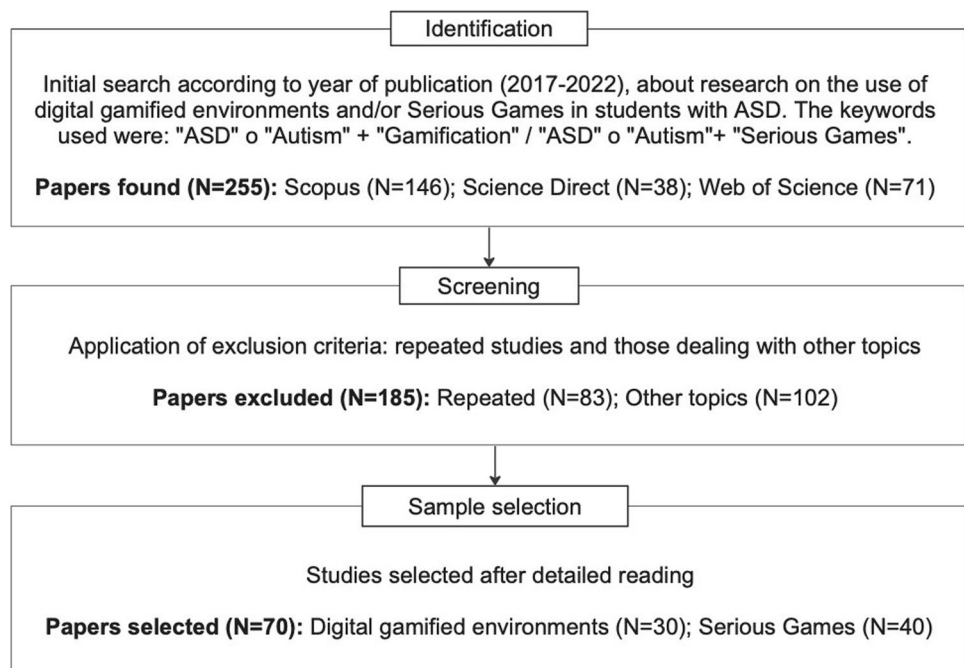 Identification
Initial search according to year of publication (2017-2022), about research on the use of
digital gamified environments and/or Serious Games in students with ASD. The keywords
used were: "ASD" o "Autism" + "Gamification" / "ASD" o "Autism"+ "Serious Games".
Papers found (N=255): Scopus (N=146); Science Direct (N=38); Web of Science (N=71)
Screening
Application of exclusion criteria: repeated studies and those dealing with other topics
Papers excluded (N=185): Repeated (N=83); Other topics (N=102)
Sample selection
Studies selected after detailed reading
Papers selected (N=70): Digital gamified environments (N=30); Serious Games (N=40)